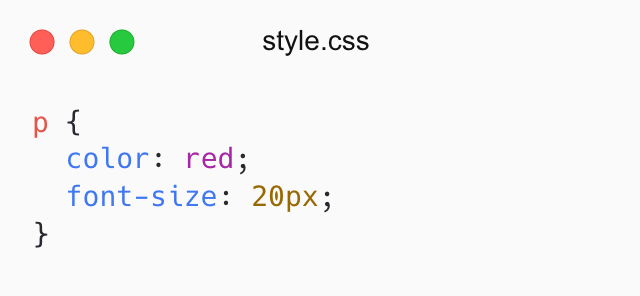 style.css
p {
  color: red;
  font-size: 20px;
}